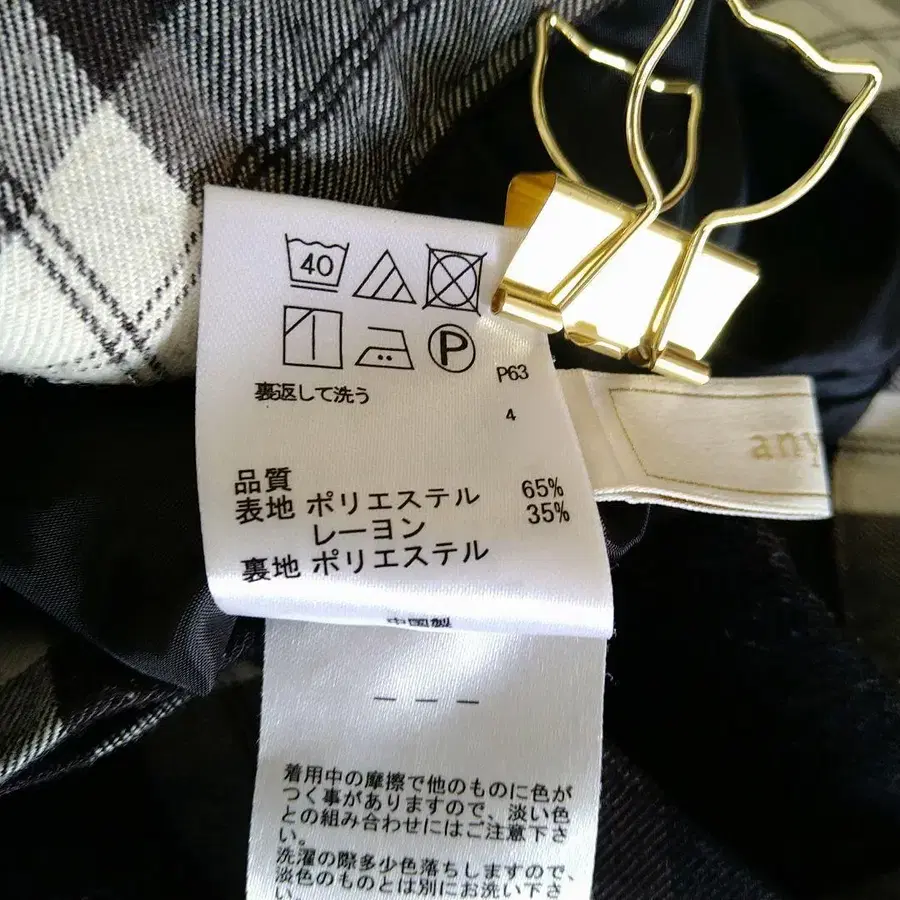 40
P
P63
裏返して洗う
4
品質
表地 ポリエステル 65%
レーヨン 35%
裏地 ポリエステル
any
中国製
— — —
着用中の摩擦で他のものに色が
つく事がありますので、淡い色
との組み合わせにはご注意下さ
い。
洗濯の際多少色落ちしますので、
淡色のものとは別にお洗い下さ